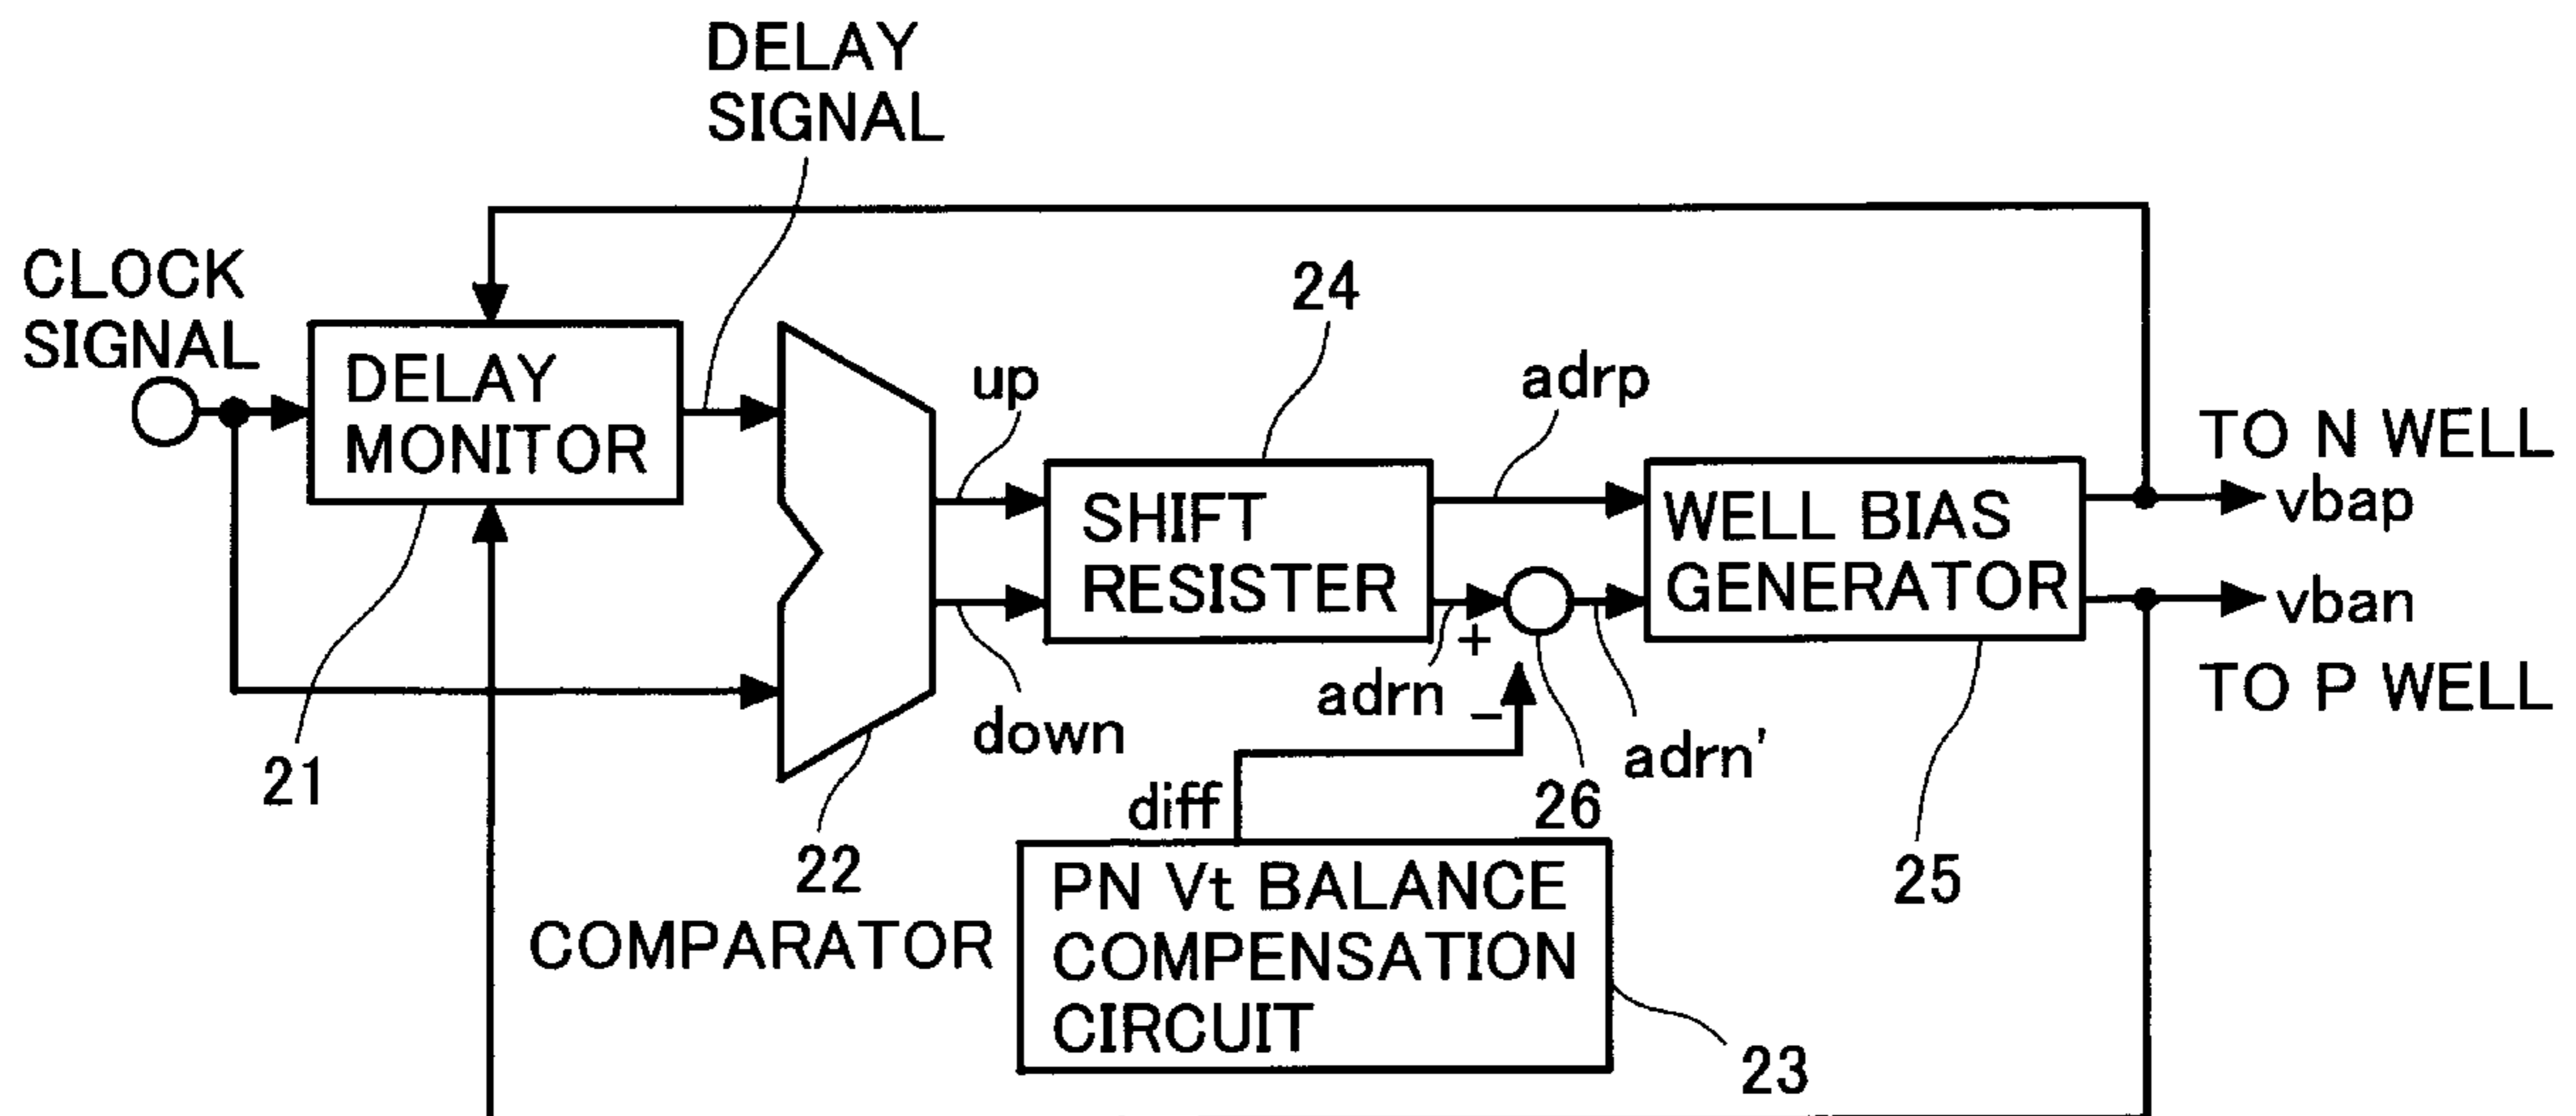 DELAY
SIGNAL
CLOCK
SIGNAL
DELAY
MONITOR
21
22
COMPARATOR
up
down
24
SHIFT
RESISTER
adrp
adrn
+
−
26
adrn'
diff
PN Vt BALANCE
COMPENSATION
CIRCUIT
23
WELL BIAS
GENERATOR
25
TO N WELL
vbap
vban
TO P WELL